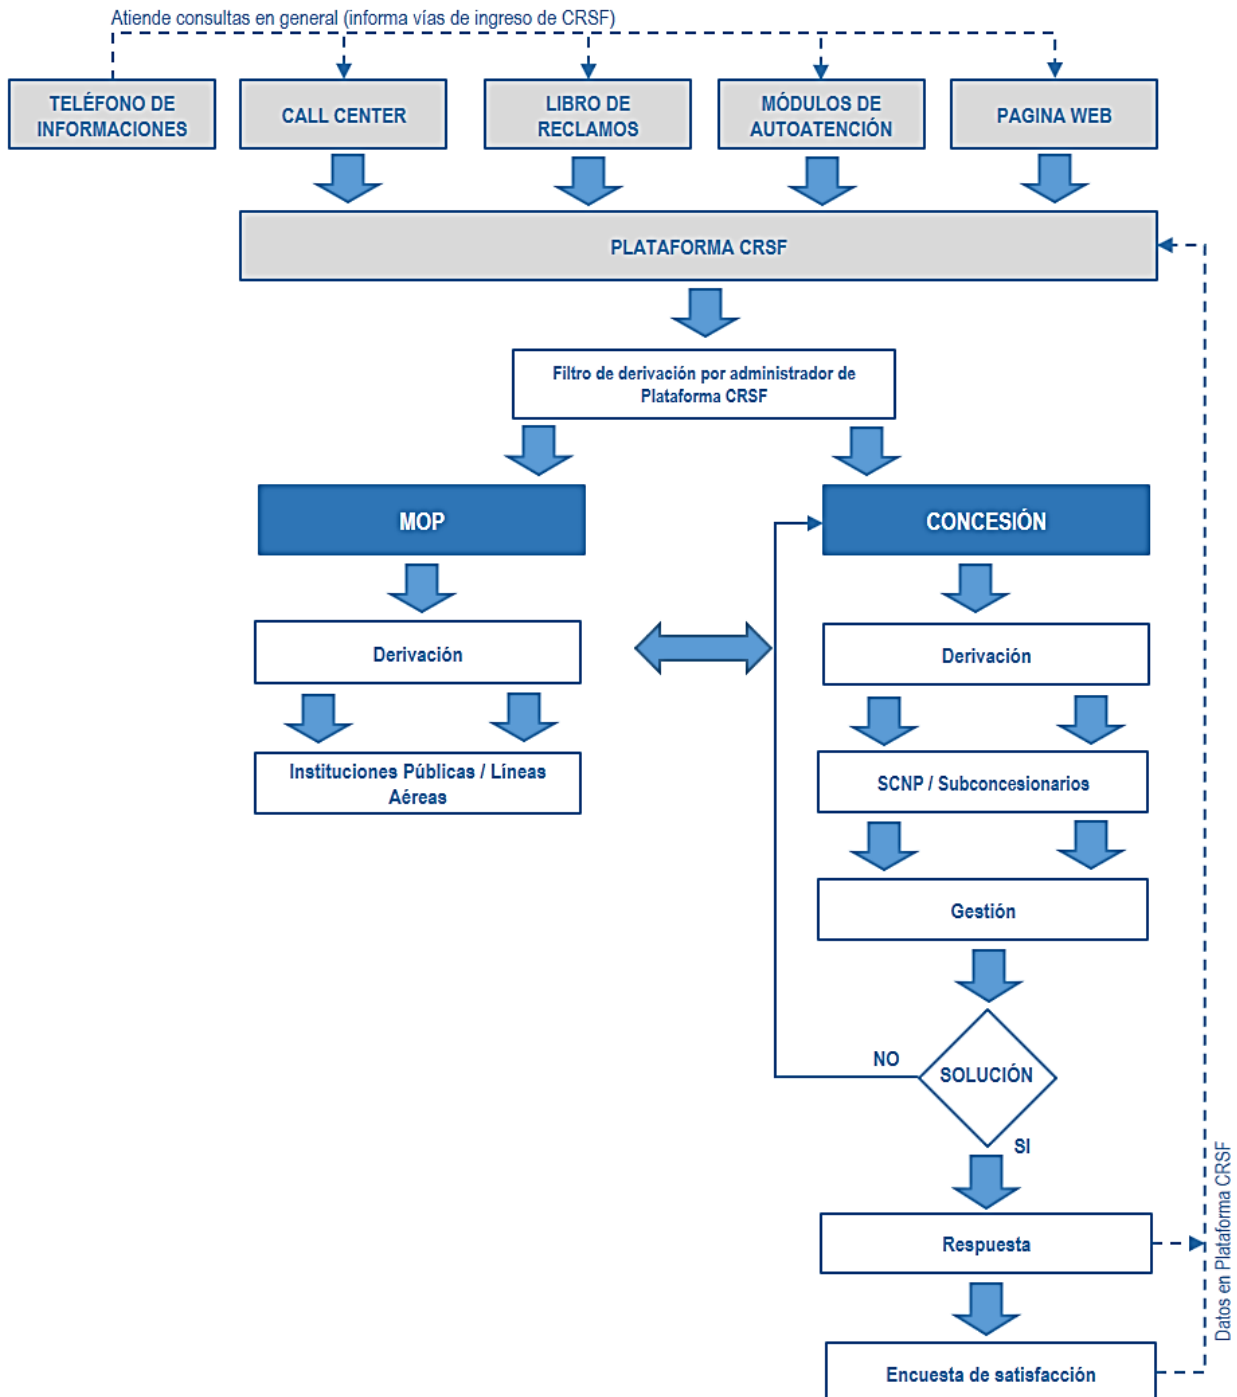 Atiende consultas en general (informa vías de ingreso de CRSF)
TELÉFONO DE
INFORMACIONES
CALL CENTER
LIBRO DE
RECLAMOS
MÓDULOS DE
AUTOATENCIÓN
PAGINA WEB
PLATAFORMA CRSF
Filtro de derivación por administrador de
Plataforma CRSF
MOP
CONCESIÓN
Derivación
Derivación
Instituciones Públicas / Líneas
Aéreas
SCNP / Subconcesionarios
Gestión
NO
SOLUCIÓN
SI
Respuesta
Encuesta de satisfacción
Datos en Plataforma CRSF